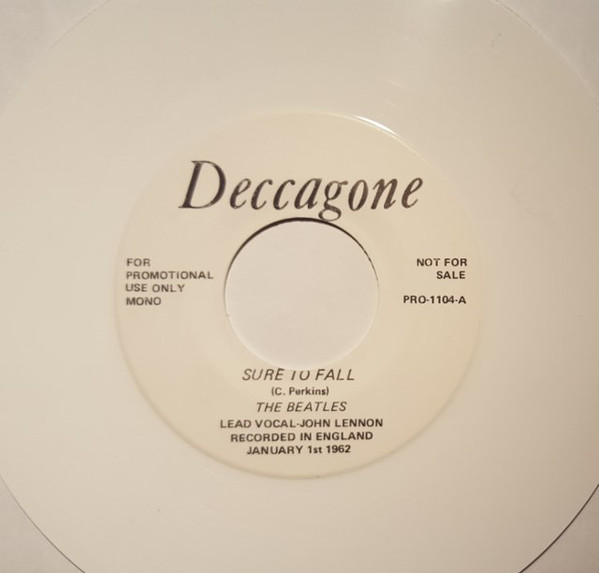 Deccagone
FOR
PROMOTIONAL
USE ONLY
MONO
NOT FOR
SALE
PRO-1104-A
SURE TO FALL
(C. Perkins)
THE BEATLES
LEAD VOCAL-JOHN LENNON
RECORDED IN ENGLAND
JANUARY 1st 1962